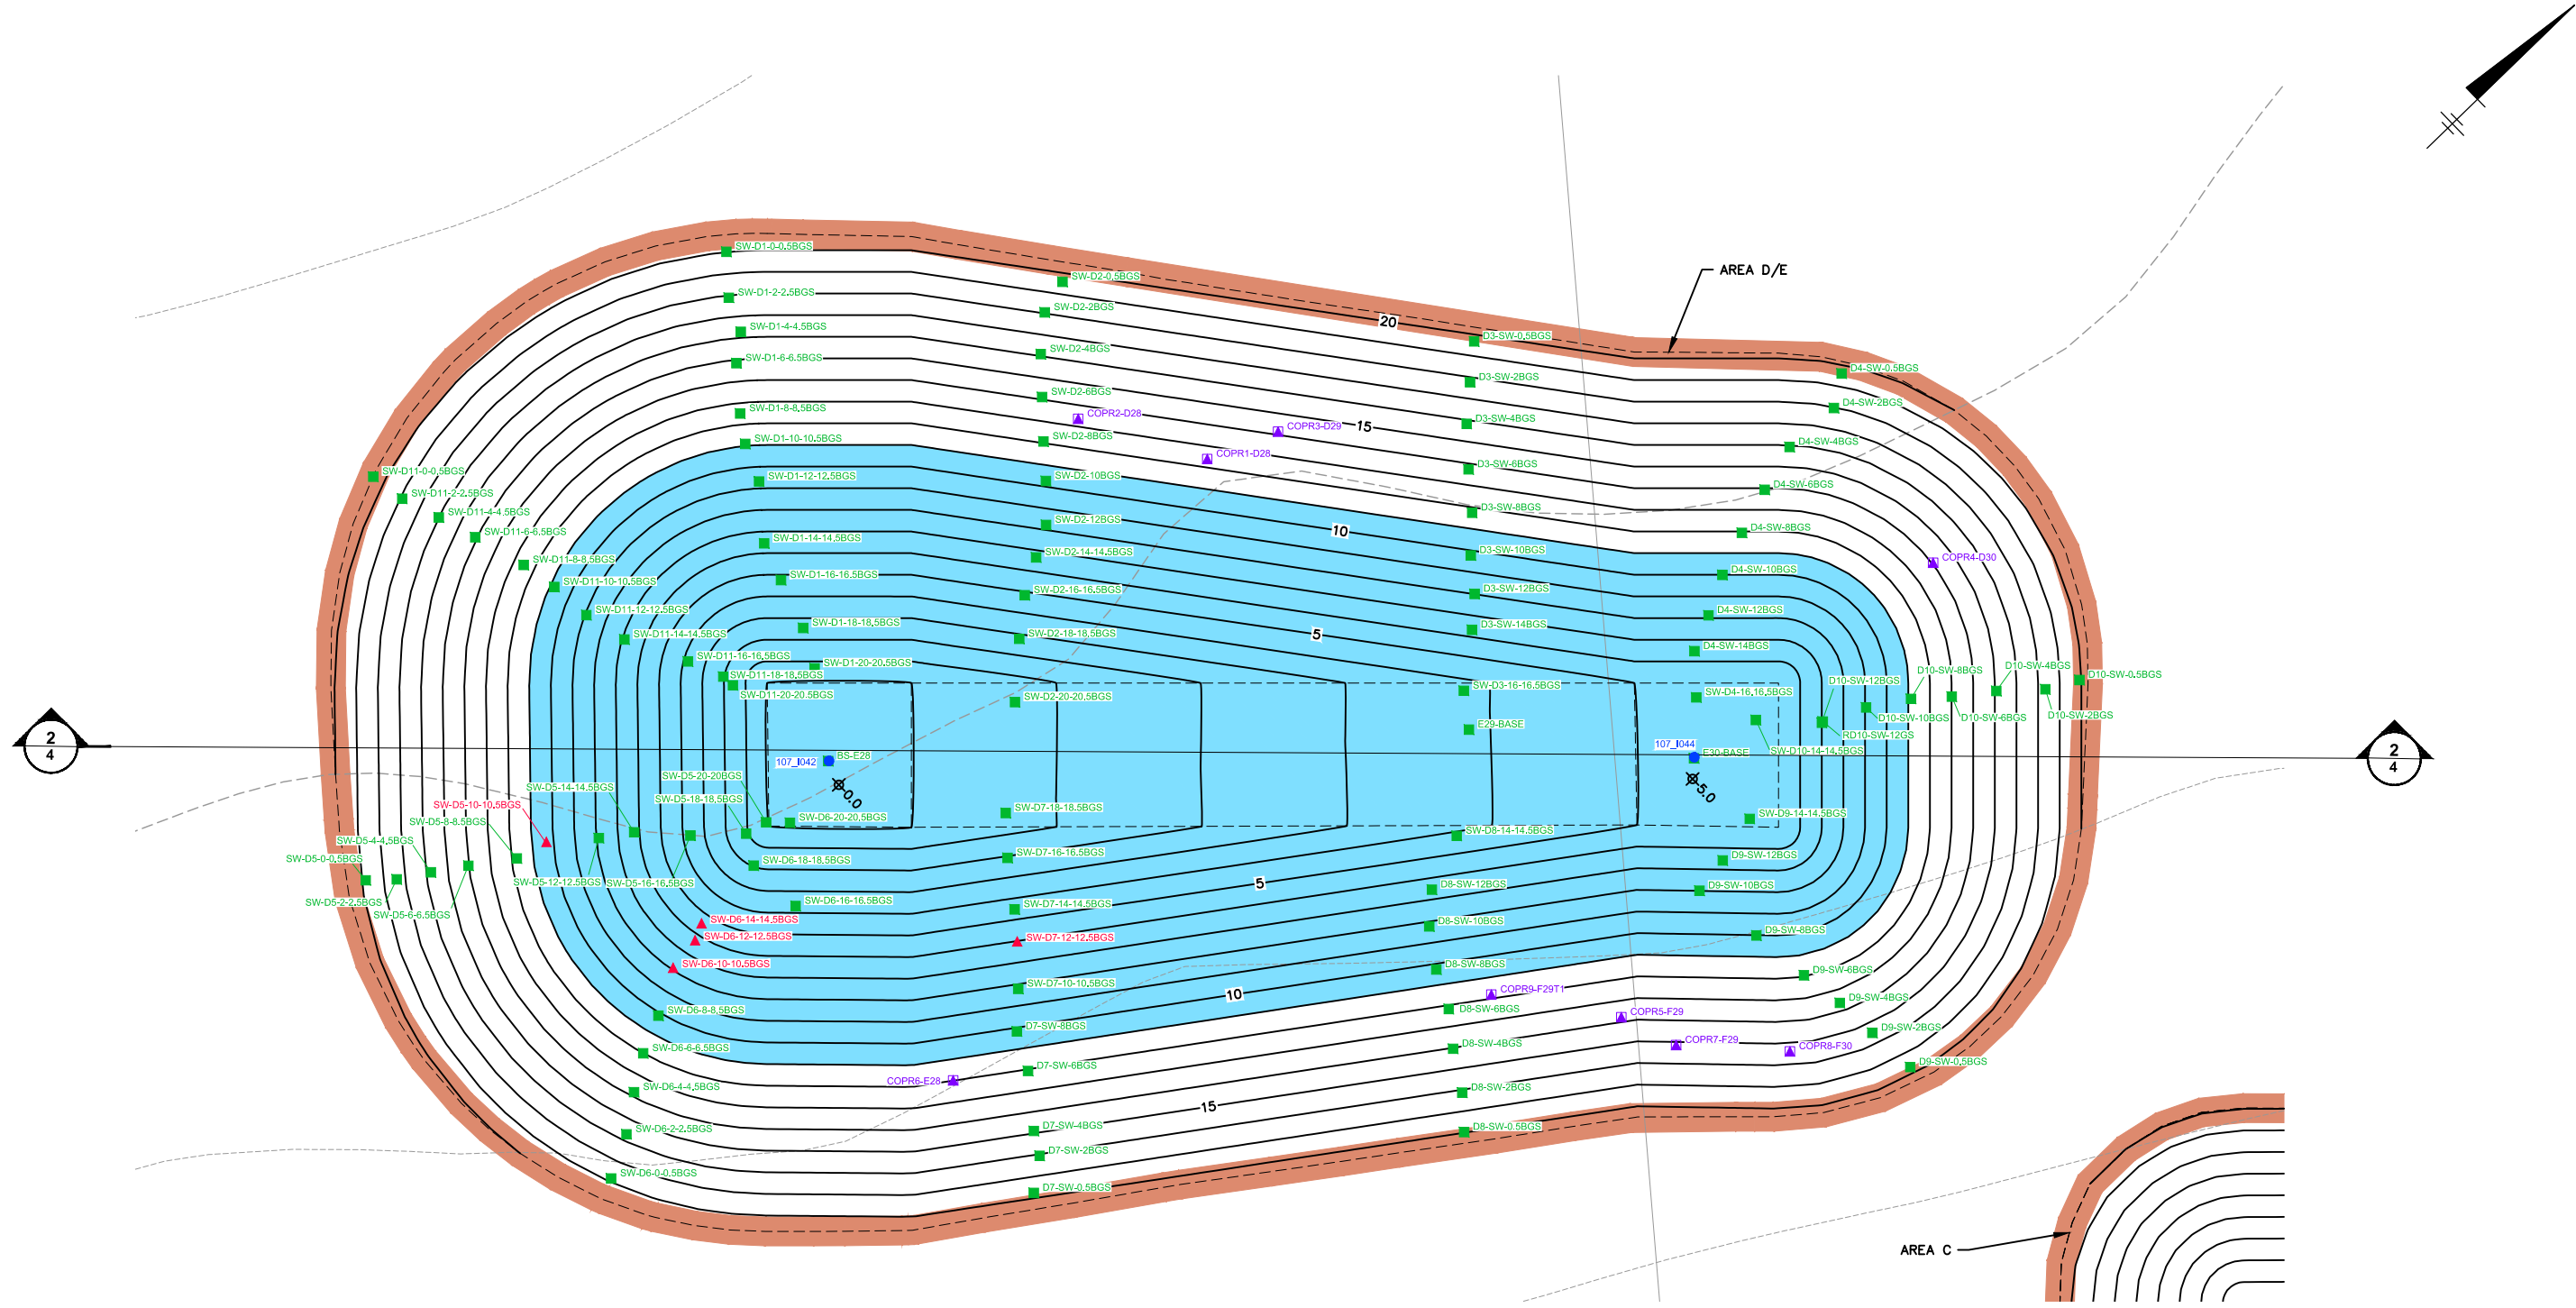 AREA D/E
SW-D1-0-0.5BGS
SW-D2-0.5BGS
SW-D1-2-2.5BGS
SW-D2-2BGS
20
SW-D1-4-4.5BGS
D3-SW-0.5BGS
SW-D2-4BGS
SW-D1-6-6.5BGS
D4-SW-0.5BGS
D3-SW-2BGS
SW-D2-6BGS
D4-SW-2BGS
SW-D1-8-8.5BGS
COPR2-D28
D3-SW-4BGS
COPR3-D29
15
SW-D1-10-10.5BGS
SW-D2-8BGS
D4-SW-4BGS
COPR1-D28
D3-SW-6BGS
SW-D11-0-0.5BGS
SW-D1-12-12.5BGS
SW-D2-10BGS
D4-SW-6BGS
SW-D11-2-2.5BGS
D3-SW-8BGS
SW-D11-4-4.5BGS
SW-D2-12BGS
D4-SW-8BGS
10
SW-D11-6-6.5BGS
SW-D1-14-14.5BGS
SW-D2-14-14.5BGS
D3-SW-10BGS
COPR4-D30
SW-D11-8-8.5BGS
D4-SW-10BGS
SW-D1-16-16.5BGS
SW-D11-10-10.5BGS
SW-D2-16-16.5BGS
D3-SW-12BGS
SW-D11-12-12.5BGS
D4-SW-12BGS
SW-D1-18-18.5BGS
D3-SW-14BGS
SW-D11-14-14.5BGS
SW-D2-18-18.5BGS
5
D4-SW-14BGS
SW-D11-16-16.5BGS
SW-D1-20-20.5BGS
D10-SW-4BGS
D10-SW-8BGS
SW-D11-18-18.5BGS
D10-SW-0.5BGS
D10-SW-12BGS
SW-D3-16-16.5BGS
SW-D4-16.16.5BGS
SW-D11-20-20.5BGS
SW-D2-20-20.5BGS
D10-SW-2BGS
D10-SW-10BGS
D10-SW-6BGS
E29-BASE
RD10-SW-12GS
2
4
107_I044
SW-D10-14-14.5BGS
E30-BASE
2
4
BS-E28
107_I042
SW-D5-20-20BGS
SW-D5-14-14.5BGS
0.0
5.0
SW-D5-18-18.5BGS
SW-D5-10-10.5BGS
SW-D7-18-18.5BGS
SW-D9-14-14.5BGS
SW-D6-20-20.5BGS
SW-D5-8-8.5BGS
SW-D8-14-14.5BGS
SW-D5-4-4.5BGS
SW-D7-16-16.5BGS
SW-D5-0-0.5BGS
SW-D6-18-18.5BGS
D9-SW-12BGS
SW-D5-12-12.5BGS
SW-D5-16-16.5BGS
5
D8-SW-12BGS
D9-SW-10BGS
SW-D5-2-2.5BGS
SW-D6-16-16.5BGS
SW-D7-14-14.5BGS
SW-D5-6-6.5BGS
SW-D6-14-14.5BGS
D8-SW-10BGS
D9-SW-8BGS
SW-D6-12-12.5BGS
SW-D7-12-12.5BGS
SW-D6-10-10.5BGS
D8-SW-8BGS
D9-SW-6BGS
SW-D7-10-10.5BGS
COPR9-F29T1
10
D9-SW-4BGS
D8-SW-6BGS
SW-D6-8-8.5BGS
COPR5-F29
D7-SW-8BGS
D9-SW-2BGS
COPR7-F29
D8-SW-4BGS
COPR8-F30
SW-D6-6-6.5BGS
D9-SW-0.5BGS
D7-SW-6BGS
COPR6-E28
SW-D6-4-4.5BGS
D8-SW-2BGS
15
D7-SW-4BGS
D8-SW-0.5BGS
SW-D6-2-2.5BGS
D7-SW-2BGS
SW-D6-0-0.5BGS
D7-SW-0.5BGS
AREA C